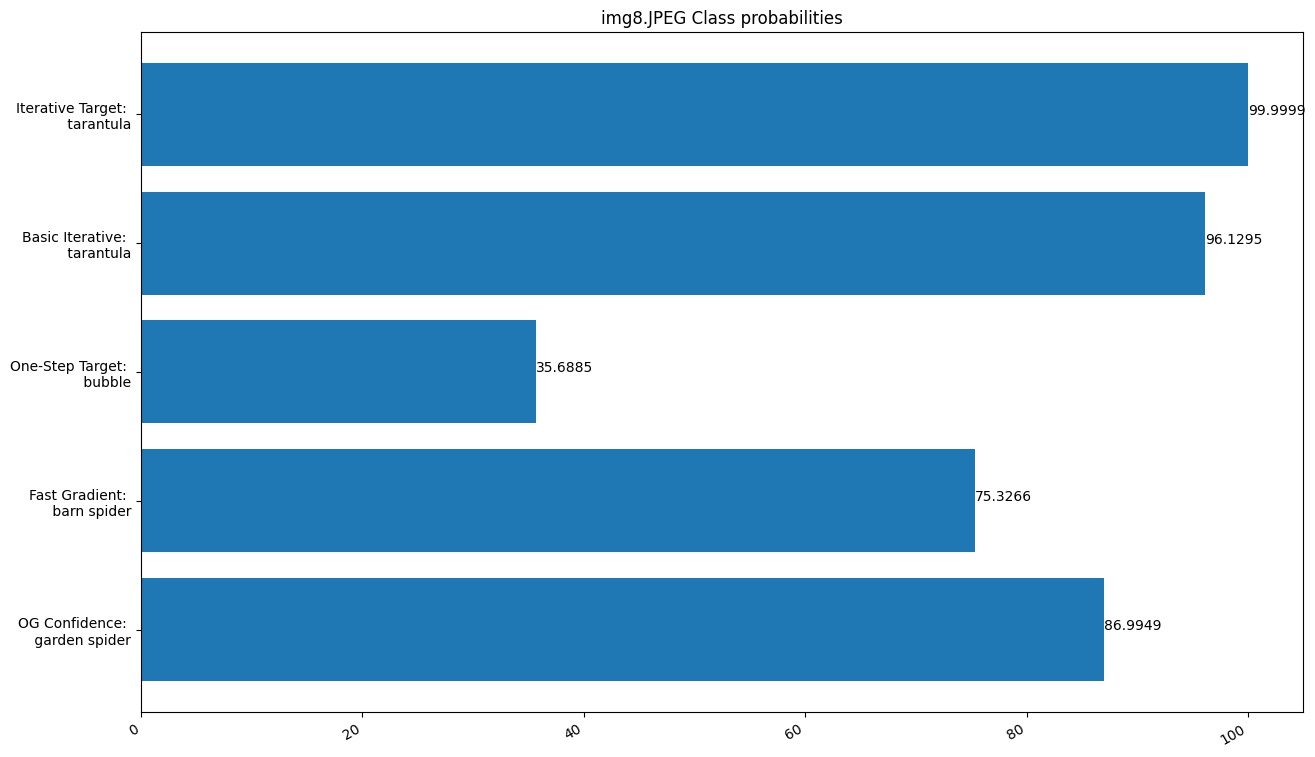 img8.JPEG Class probabilities
Iterative Target:
tarantula
99.9999
Basic Iterative:
tarantula
96.1295
One-Step Target:
bubble
35.6885
Fast Gradient:
barn spider
75.3266
OG Confidence:
garden spider
86.9949
0
20
40
60
80
100